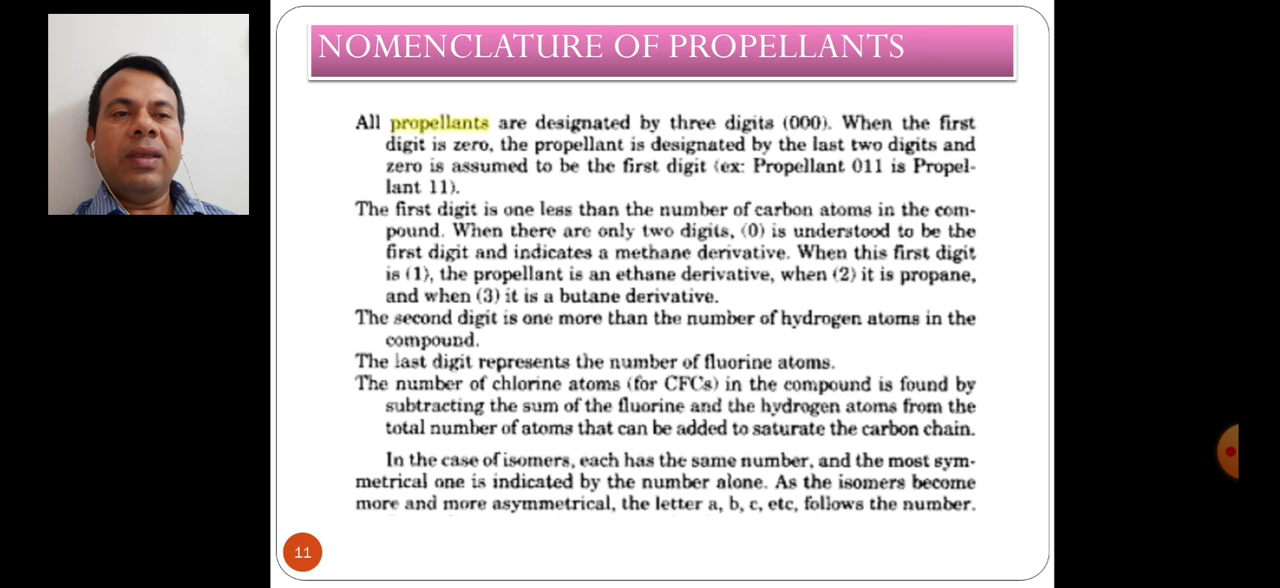 NOMENCLATURE OF PROPELLANTS
All propellants are designated by three digits (000). When the first
digit is zero, the propellant is designated by the last two digits and
zero is assumed to be the first digit (ex: Propellant 011 is Propel-
lant 11).
The first digit is one less than the number of carbon atoms in the com-
pound. When there are only two digits, (0) is understood to be the
first digit and indicates a methane derivative. When this first digit
is (1), the propellant is an ethane derivative, when (2) it is propane,
and when (3) it is a butane derivative.
The second digit is one more than the number of hydrogen atoms in the
compound.
The last digit represents the number of fluorine atoms.
The number of chlorine atoms (for CFCs) in the compound is found by
subtracting the sum of the fluorine and the hydrogen atoms from the
total number of atoms that can be added to saturate the carbon chain.
In the case of isomers, each has the same number, and the most sym-
metrical one is indicated by the number alone. As the isomers become
more and more asymmetrical, the letter a, b, c, etc, follows the number.
11